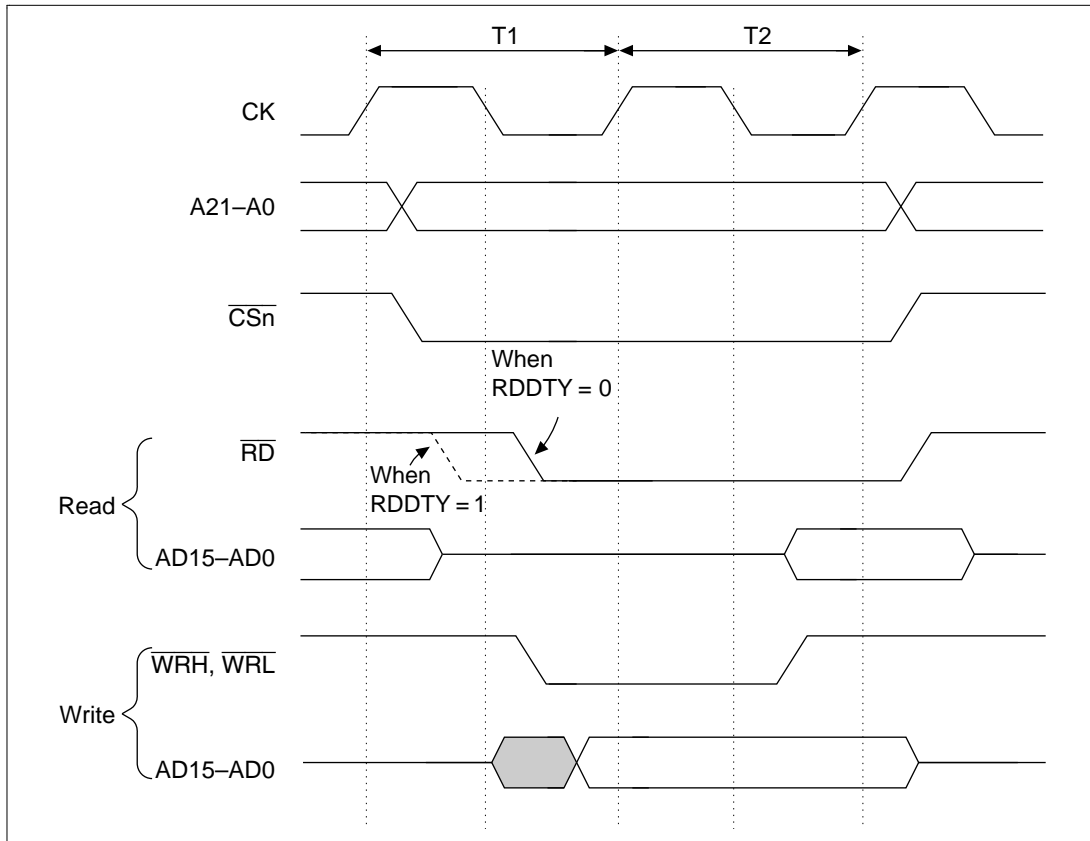 T1 T2
CK
A21–A0
CSn
When
RDDTY = 0
RD
When
RDDTY = 1
Read
AD15–AD0
WRH, WRL
Write
AD15–AD0